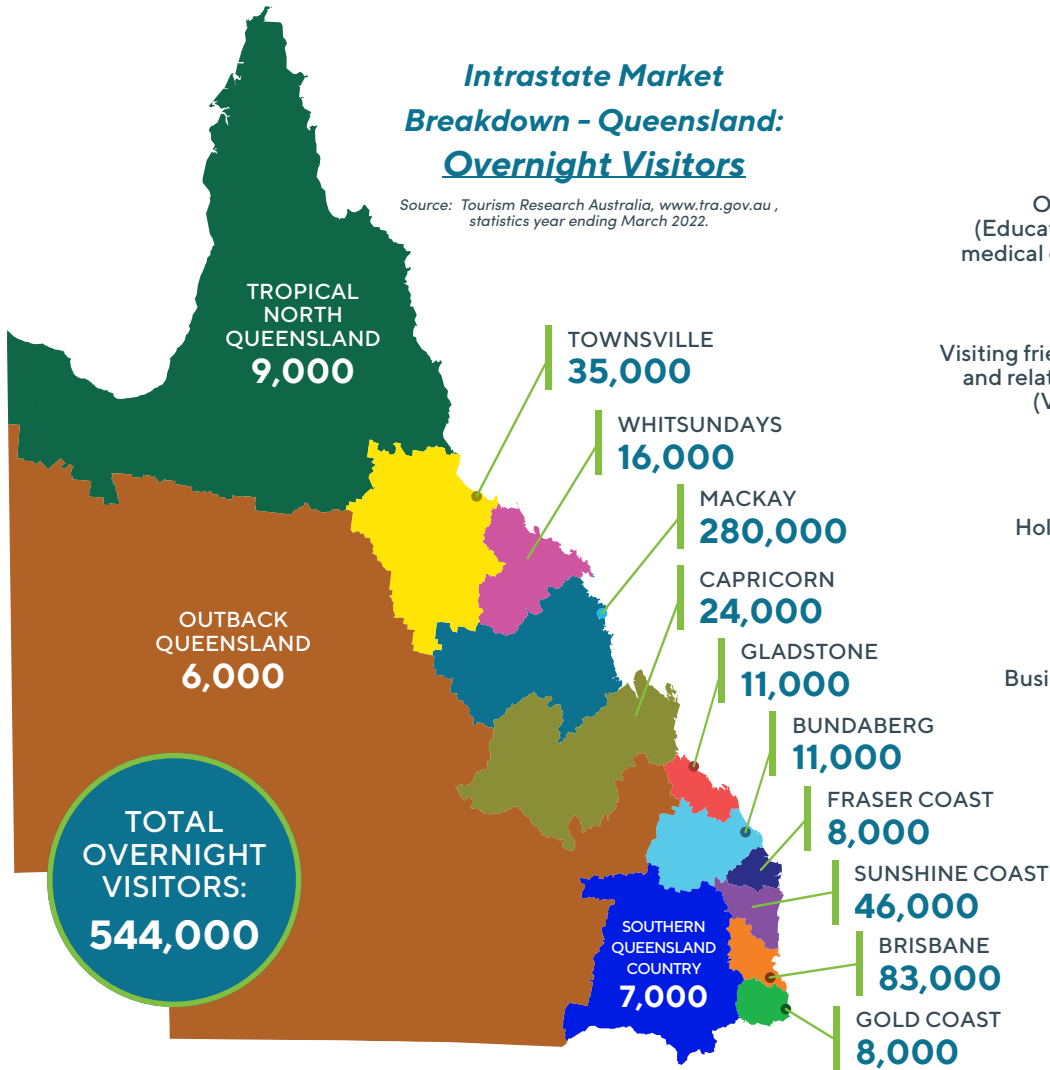 Intrastate Market
Breakdown - Queensland:
Overnight Visitors
Source: Tourism Research Australia, www.tra.gov.au ,
statistics year ending March 2022.
TROPICAL
NORTH
QUEENSLAND
9,000
TOWNSVILLE
35,000
WHITSUNDAYS
16,000
MACKAY
280,000
CAPRICORN
24,000
GLADSTONE
11,000
BUNDABERG
11,000
FRASER COAST
8,000
SUNSHINE COAST
46,000
BRISBANE
83,000
GOLD COAST
8,000
OUTBACK
QUEENSLAND
6,000
SOUTHERN
QUEENSLAND
COUNTRY
7,000
TOTAL
OVERNIGHT
VISITORS:
544,000
medical
Visiting
and